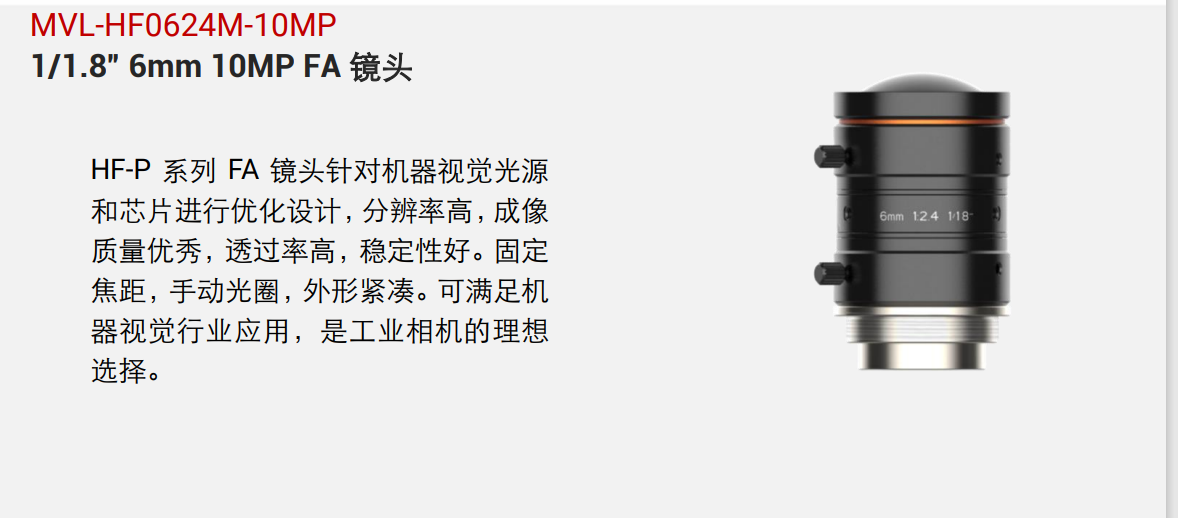 MVL-HF0624M-10MP
1/1.8" 6mm 10MP FA 镜头
HF-P 系列 FA 镜头针对机器视觉光源
和芯片进行优化设计，分辨率高，成像
质量优秀，透过率高，稳定性好。固定
焦距，手动光圈，外形紧凑。可满足机
器视觉行业应用，是工业相机的理想
选择。
6mm 1:2.4 1/1.8"